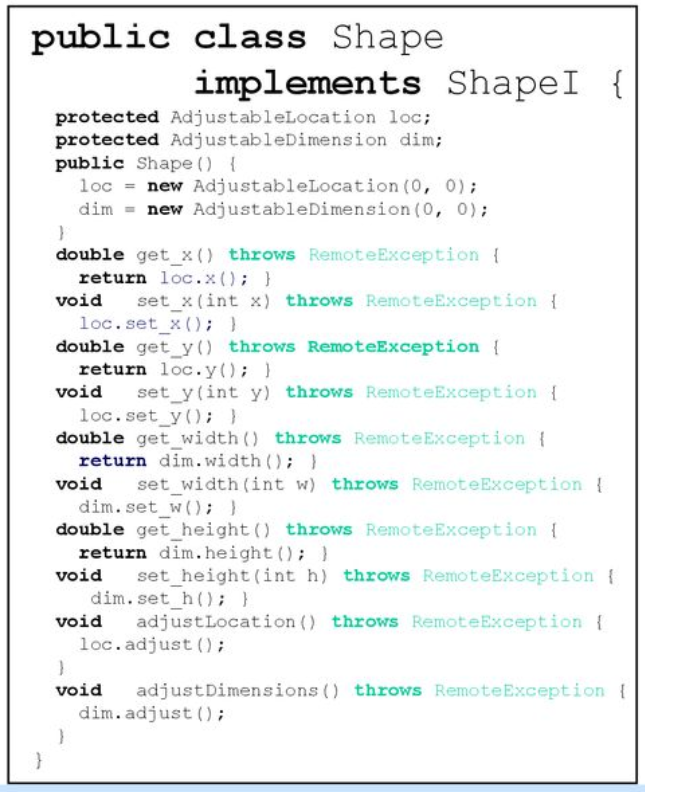 public class Shape
implements ShapeI {
protected AdjustableLocation loc;
protected AdjustableDimension dim;
public Shape() {
loc = new AdjustableLocation(0, 0);
dim = new AdjustableDimension(0, 0);
}
double get_x() throws RemoteException {
return loc.x(); }
void set_x(int x) throws RemoteException {
loc.set_x(); }
double get_y() throws RemoteException {
return loc.y(); }
void set_y(int y) throws RemoteException {
loc.set_y(); }
double get_width() throws RemoteException {
return dim.width(); }
void set_width(int w) throws RemoteException {
dim.set_w(); }
double get_height() throws RemoteException {
return dim.height(); }
void set_height(int h) throws RemoteException {
dim.set_h(); }
void adjustLocation() throws RemoteException {
loc.adjust();
}
void adjustDimensions() throws RemoteException {
dim.adjust();
}
}